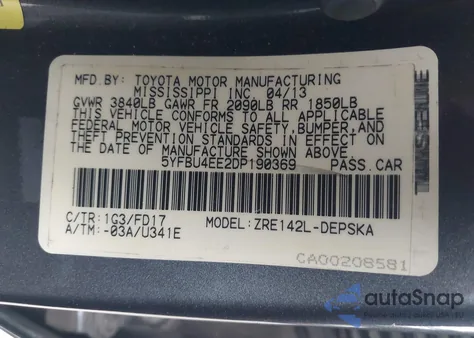 MFD.BY: TOYOTA MOTOR MANUFACTURING
MISSISSIPPI INC 04/13
GVWR 3840LB GAWR FR 2090LB RR 1850LB
THIS VEHICLE CONFORMS TO ALL APPLICABLE
FEDERAL MOTOR VEHICLE SAFETY, BUMPER, AND
THEFT PREVENTION STANDARDS IN EFFECT ON
THE DATE OF MANUFACTURE SHOWN ABOVE.
5YFBU4EE2DP190369 PASS.CAR
C/TR:1G3/FD17 MODEL:ZRE142L-DEPSKA
A/TM:-03A/U341E
CA00208581
autoSnap